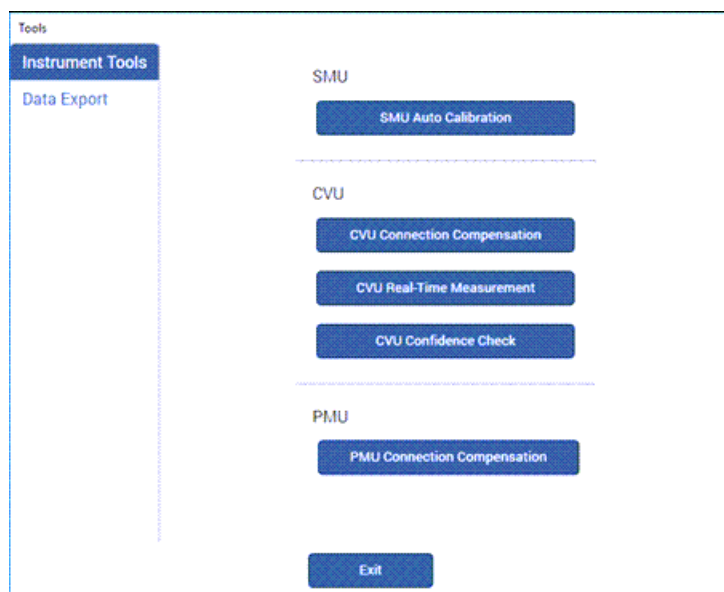 Tools
Instrument Tools
Data Export
SMU
SMU Auto Calibration
CVU
CVU Connection Compensation
CVU Real-Time Measurement
CVU Confidence Check
PMU
PMU Connection Compensation
Exit